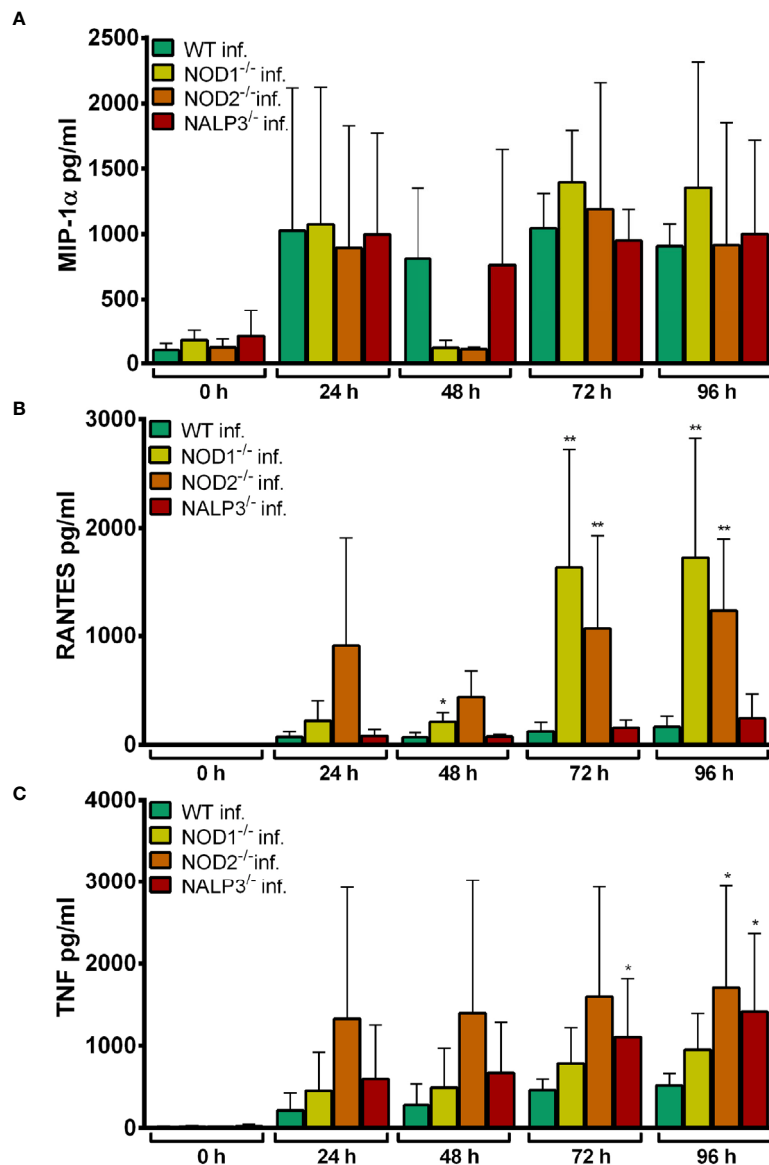 A
MIP-1α pg/ml
2500
2000
1500
1000
500
0
WT inf.
NOD1-/- inf.
NOD2-/- inf.
NALP3/- inf.
0 h
24 h
48 h
72 h
96 h
B
RANTES pg/ml
3000
2000
1000
0
WT inf.
NOD1-/- inf.
NOD2-/- inf.
NALP3/- inf.
*
**
**
**
**
0 h
24 h
48 h
72 h
96 h
C
TNF pg/ml
4000
3000
2000
1000
0
WT inf.
NOD1-/- inf.
NOD2-/- inf.
NALP3/- inf.
*
*
*
0 h
24 h
48 h
72 h
96 h